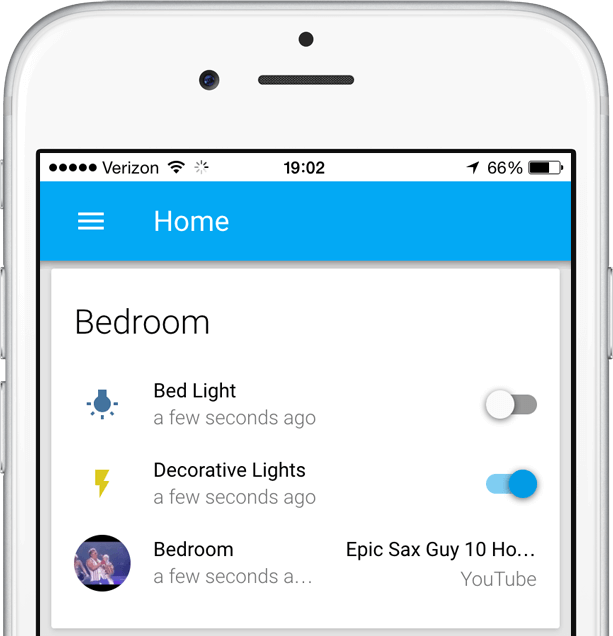 Verizon 19:02 66%
Home
Bedroom
Bed Light
a few seconds ago
Decorative Lights
a few seconds ago
Bedroom Epic Sax Guy 10 Ho…
a few seconds a… YouTube